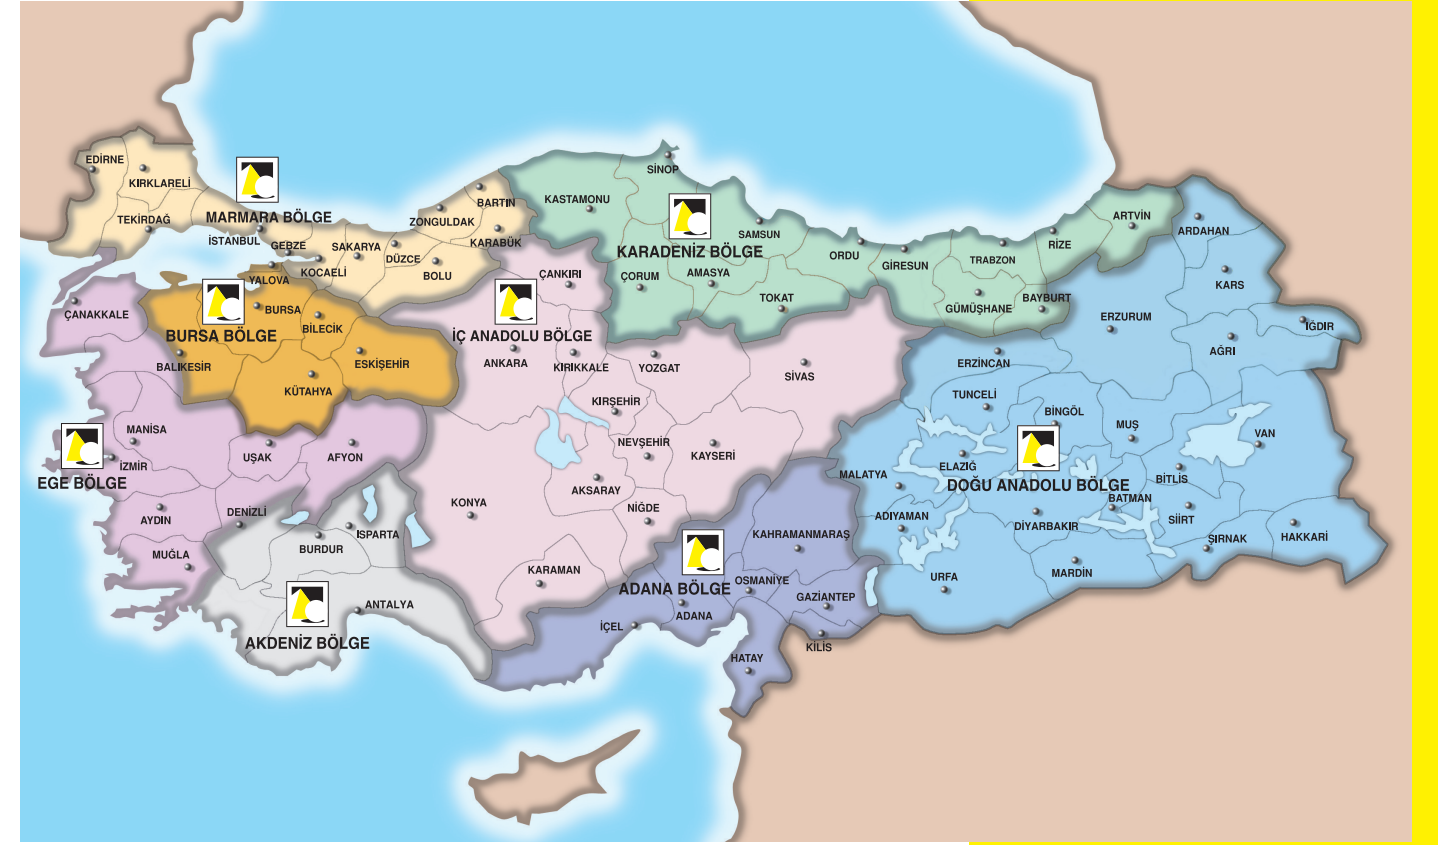 EDİRNE
KIRKLARELİ
TEKİRDAĞ
MARMARA BÖLGE
İSTANBUL
GEBZE
KOCAELİ
YALOVA
SAKARYA
DÜZCE
BOLU
ZONGULDAK
BARTIN
KARABÜK
KASTAMONU
SİNOP
KARADENİZ BÖLGE
SAMSUN
ÇORUM
AMASYA
TOKAT
ORDU
GİRESUN
TRABZON
GÜMÜŞHANE
BAYBURT
RİZE
ARTVİN
ARDAHAN
KARS
IĞDIR
AĞRI
ERZURUM
ERZİNCAN
TUNCELİ
BİNGÖL
MUŞ
VAN
ELAZIĞ
DOĞU ANADOLU BÖLGE
BİTLİS
BATMAN
SİİRT
MALATYA
ADIYAMAN
DİYARBAKIR
ŞIRNAK
HAKKARİ
MARDİN
URFA
ÇANAKKALE
BURSA
BİLECİK
BURSA BÖLGE
BALIKESİR
ESKİŞEHİR
KÜTAHYA
ÇANKIRI
İÇ ANADOLU BÖLGE
ANKARA
KIRIKKALE
YOZGAT
SİVAS
KIRŞEHİR
NEVŞEHİR
KAYSERİ
AKSARAY
NİĞDE
KONYA
KARAMAN
MANİSA
İZMİR
EGE BÖLGE
UŞAK
AFYON
AYDIN
DENİZLİ
MUĞLA
BURDUR
ISPARTA
ANTALYA
AKDENİZ BÖLGE
KAHRAMANMARAŞ
ADANA BÖLGE
OSMANİYE
GAZİANTEP
ADANA
İÇEL
KİLİS
HATAY